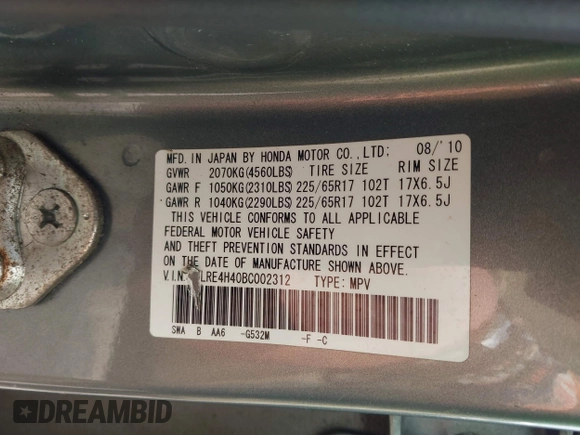 MFD.IN JAPAN BY HONDA MOTOR CO.,LTD; 08/'10
GVWR 2070KG(4560LBS) TIRE SIZE RIM SIZE
GAWR F 1050KG(2310LBS) 225/65R17 102T 17X6.5J
GAWR R 1040KG(2290LBS) 225/65R17 102T 17X6.5J
THIS VEHICLE CONFORMS TO ALL APPLICABLE
FEDERAL MOTOR VEHICLE SAFETY
AND THEFT PREVENTION STANDARDS IN EFFECT
ON THE DATE OF MANUFACTURE SHOWN ABOVE.
V.I.N. TYPE: MPV
SWA B AA6 -G532M -F -C
DREAMBID